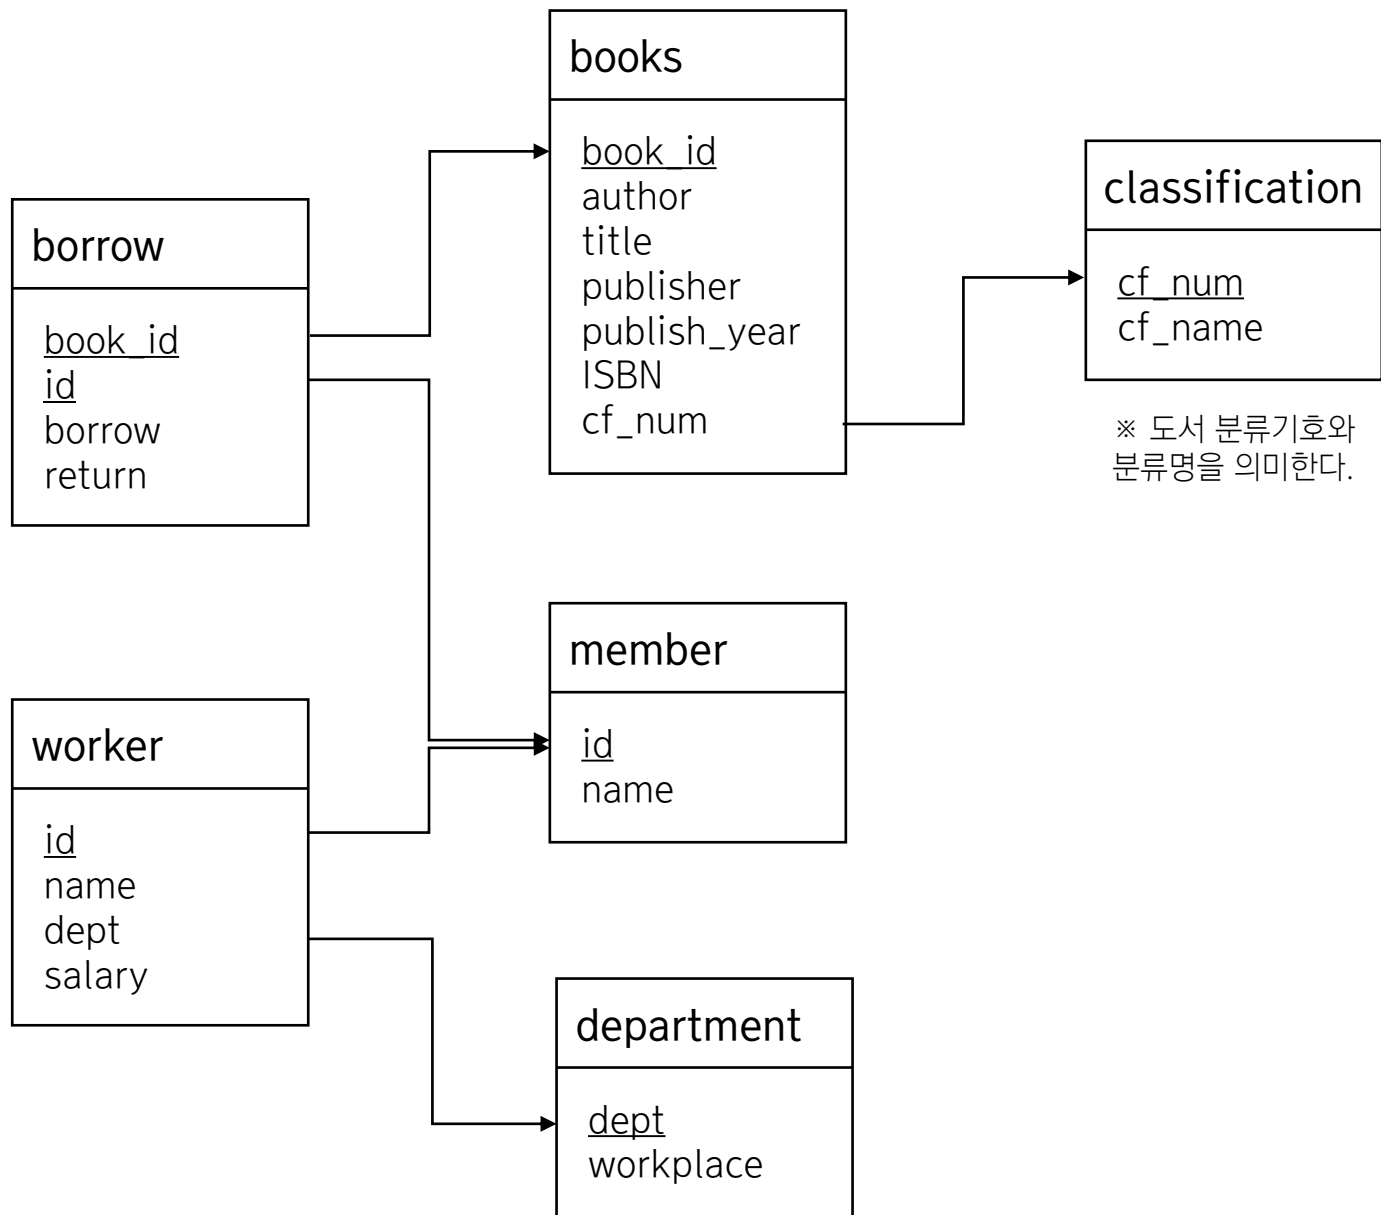 books
book_id
author
title
publisher
publish_year
ISBN
cf_num
classification
cf_num
cf_name
※ 도서 분류기호와
분류명을 의미한다.
borrow
book_id
id
borrow
return
member
id
name
worker
id
name
dept
salary
department
dept
workplace